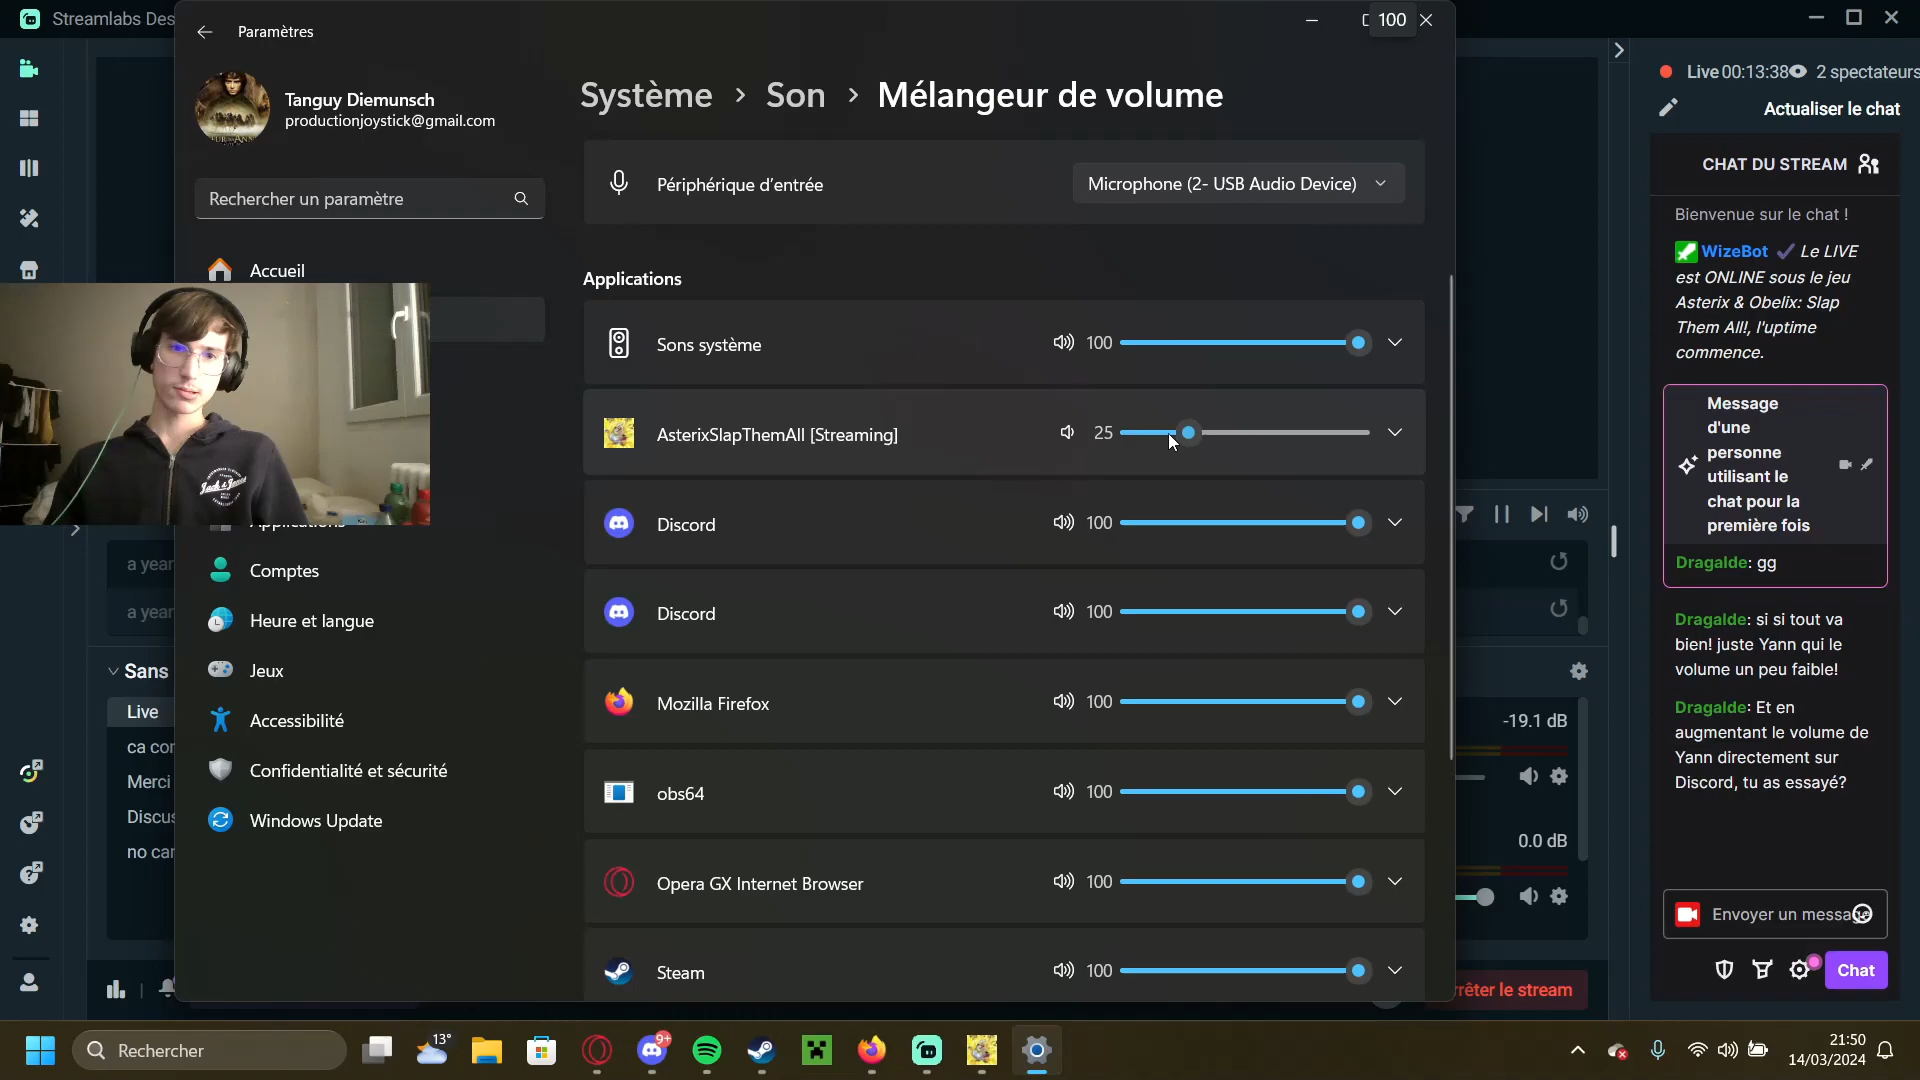 Streamlabs Des
Paramètres
100
Tanguy Diemunsch
productionjoystick@gmail.com
Rechercher un paramètre
Accueil
Applications
Comptes
Heure et langue
Jeux
Accessibilité
Confidentialité et sécurité
Windows Update
Système > Son > Mélangeur de volume
Périphérique d'entrée
Microphone (2- USB Audio Device)
Applications
Sons système
100
AsterixSlapThemAll [Streaming]
25
Discord
100
Discord
100
Mozilla Firefox
100
obs64
100
Opera GX Internet Browser
100
Steam
100
a year
a year
Sans
Live
ca cor
Merci
Discus
no car
-19.1 dB
0.0 dB
rrêter le stream
Live 00:13:38 2 spectateurs
Actualiser le chat
CHAT DU STREAM
Bienvenue sur le chat !
WizeBot Le LIVE
est ONLINE sous le jeu
Asterix & Obelix: Slap
Them All!, l'uptime
commence.
Message
d'une
personne
utilisant le
chat pour la
première fois
Dragalde: gg
Dragalde: si si tout va
bien! juste Yann qui le
volume un peu faible!
Dragalde: Et en
augmentant le volume de
Yann directement sur
Discord, tu as essayé?
Envoyer un message
Chat
Jack & Jones
Rechercher
13°
9+
21:50
14/03/2024